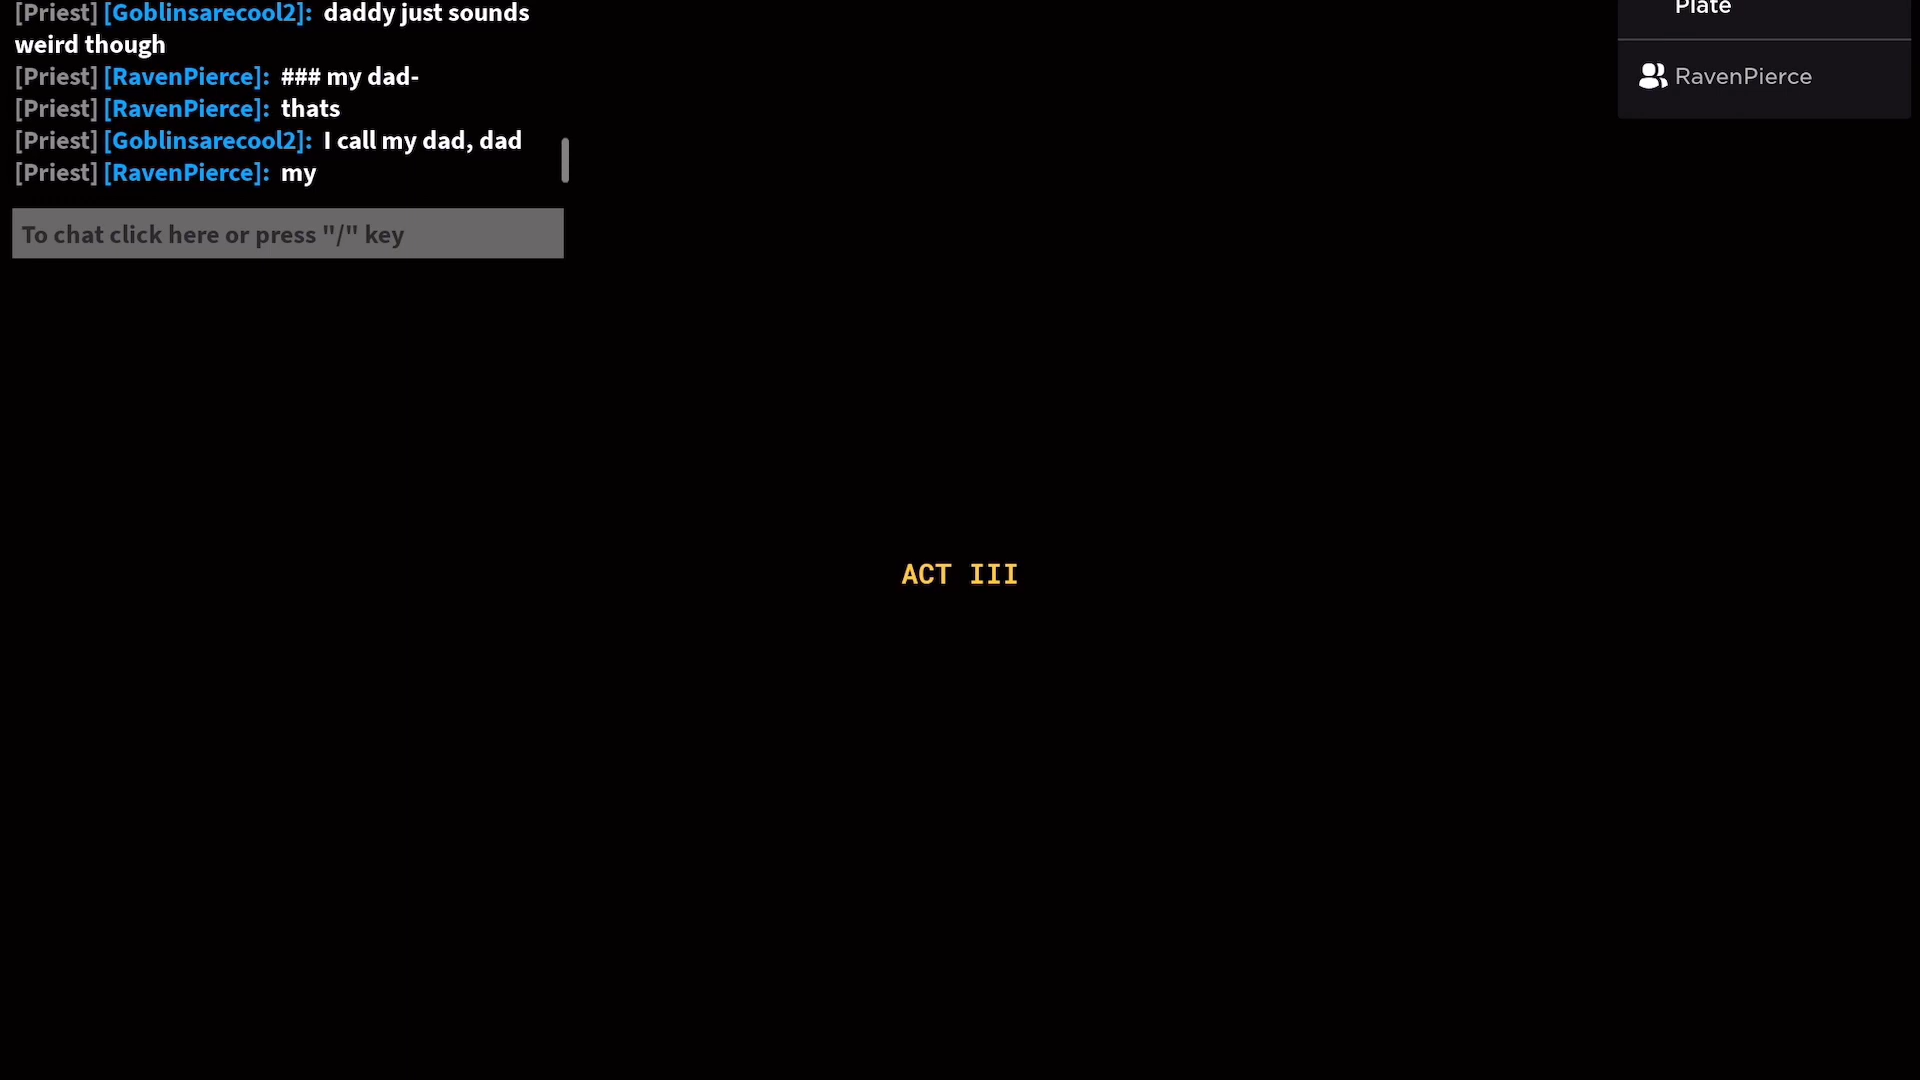 [Priest] [Goblinsarecool2]: daddy just sounds
weird though
[Priest] [RavenPierce]: ### my dad-
[Priest] [RavenPierce]: thats
[Priest] [Goblinsarecool2]: I call my dad, dad
[Priest] [RavenPierce]: my
To chat click here or press "/" key
Plate
RavenPierce
ACT III